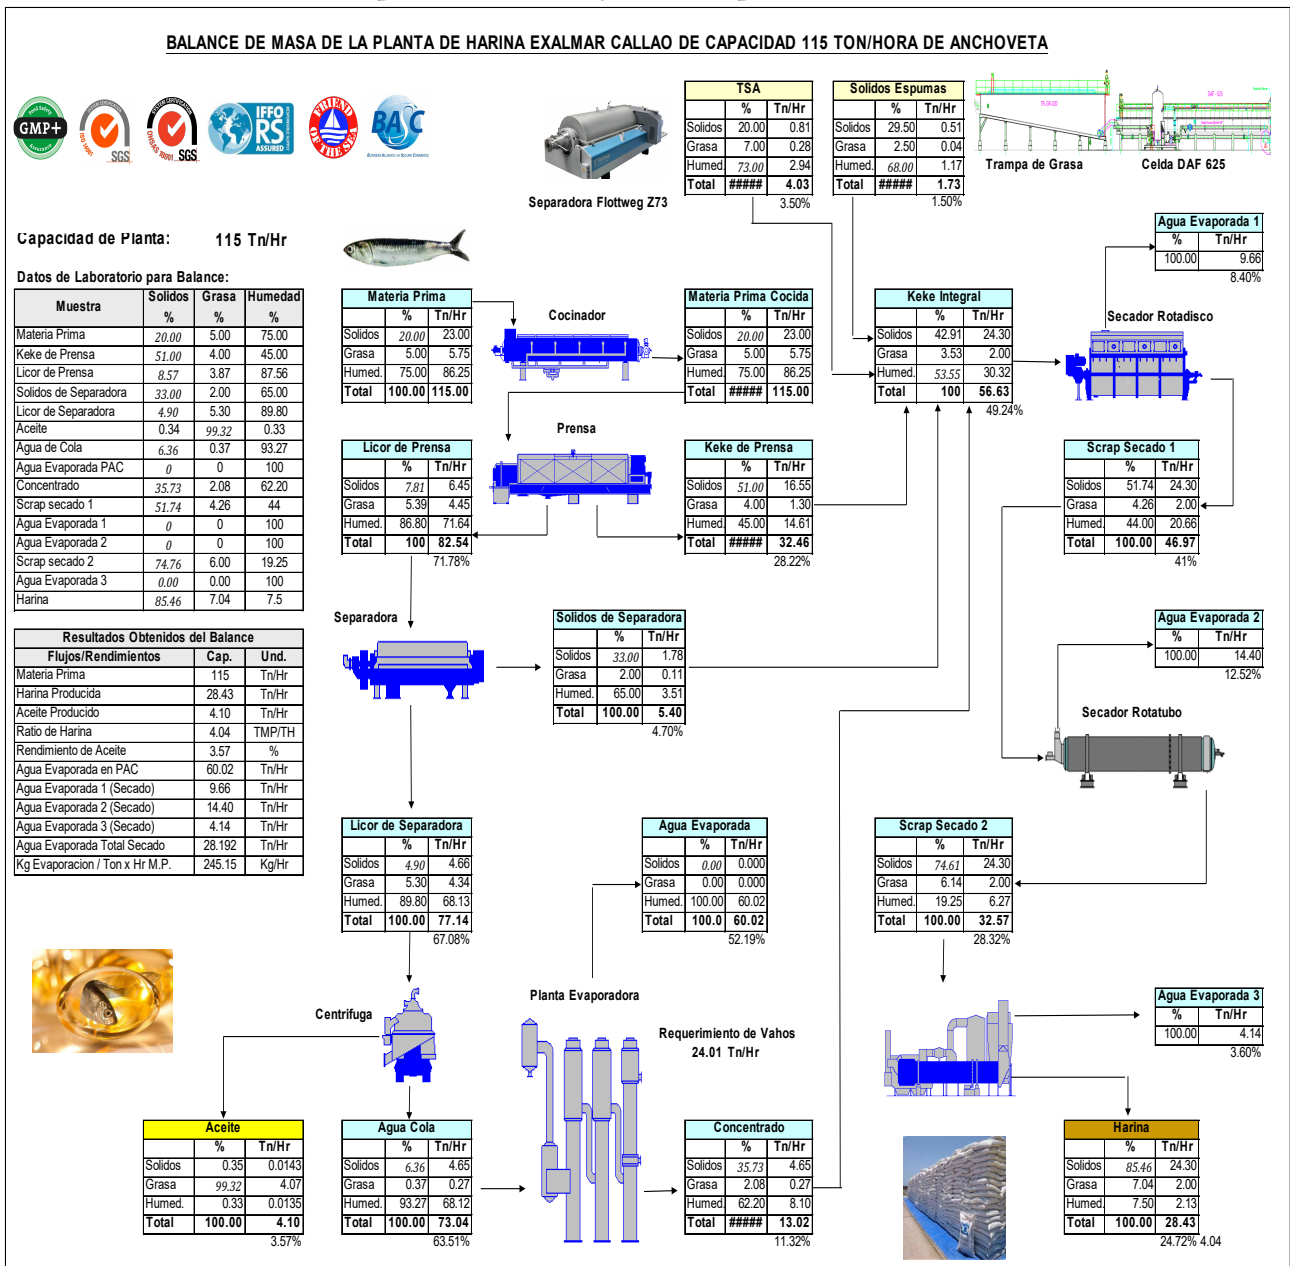 BALANCE DE MASA DE LA PLANTA DE HARINA EXALMAR CALLAO DE CAPACIDAD 115 TON/HORA DE ANCHOVETA
GMP+
ISO 14001 SGS
OHSAS 18001 SGS
IFFO RS ASSURED
FRIEND OF THE SEA
BASC
Separadora Flottweg Z73
TSA
% Tn/Hr
Solidos 20.00 0.81
Grasa 7.00 0.28
Humed. 73.00 2.94
Total ##### 4.03
3.50%
Solidos Espumas
% Tn/Hr
Solidos 29.50 0.51
Grasa 2.50 0.04
Humed. 68.00 1.17
Total ##### 1.73
1.50%
Trampa de Grasa
Celda DAF 625
Capacidad de Planta: 115 Tn/Hr
Datos de Laboratorio para Balance:
Muestra Solidos Grasa Humedad
% % %
Materia Prima 20.00 5.00 75.00
Keke de Prensa 51.00 4.00 45.00
Licor de Prensa 8.57 3.87 87.56
Solidos de Separadora 33.00 2.00 65.00
Licor de Separadora 4.90 5.30 89.80
Aceite 0.34 99.32 0.33
Agua de Cola 6.36 0.37 93.27
Agua Evaporada PAC 0 0 100
Concentrado 35.73 2.08 62.20
Scrap secado 1 51.74 4.26 44
Agua Evaporada 1 0 0 100
Agua Evaporada 2 0 0 100
Scrap secado 2 74.76 6.00 19.25
Agua Evaporada 3 0.00 0.00 100
Harina 85.46 7.04 7.5
Resultados Obtenidos del Balance
Flujos/Rendimientos Cap. Und.
Materia Prima 115 Tn/Hr
Harina Producida 28.43 Tn/Hr
Aceite Producido 4.10 Tn/Hr
Ratio de Harina 4.04 TMP/TH
Rendimiento de Aceite 3.57 %
Agua Evaporada en PAC 60.02 Tn/Hr
Agua Evaporada 1 (Secado) 9.66 Tn/Hr
Agua Evaporada 2 (Secado) 14.40 Tn/Hr
Agua Evaporada 3 (Secado) 4.14 Tn/Hr
Agua Evaporada Total Secado 28.192 Tn/Hr
Kg Evaporacion / Ton x Hr M.P. 245.15 Kg/Hr
Materia Prima
% Tn/Hr
Solidos 20.00 23.00
Grasa 5.00 5.75
Humed. 75.00 86.25
Total 100.00 115.00
Cocinador
Materia Prima Cocida
% Tn/Hr
Solidos 20.00 23.00
Grasa 5.00 5.75
Humed. 75.00 86.25
Total ##### 115.00
Keke Integral
% Tn/Hr
Solidos 42.91 24.30
Grasa 3.53 2.00
Humed. 53.55 30.32
Total 100 56.63
49.24%
Agua Evaporada 1
% Tn/Hr
100.00 9.66
8.40%
Secador Rotadisco
Licor de Prensa
% Tn/Hr
Solidos 7.81 6.45
Grasa 5.39 4.45
Humed. 86.80 71.64
Total 100 82.54
71.78%
Prensa
Keke de Prensa
% Tn/Hr
Solidos 51.00 16.55
Grasa 4.00 1.30
Humed. 45.00 14.61
Total ##### 32.46
28.22%
Scrap Secado 1
% Tn/Hr
Solidos 51.74 24.30
Grasa 4.26 2.00
Humed. 44.00 20.66
Total 100.00 46.97
41%
Separadora
Solidos de Separadora
% Tn/Hr
Solidos 33.00 1.78
Grasa 2.00 0.11
Humed. 65.00 3.51
Total 100.00 5.40
4.70%
Agua Evaporada 2
% Tn/Hr
100.00 14.40
12.52%
Secador Rotatubo
Licor de Separadora
% Tn/Hr
Solidos 4.90 4.66
Grasa 5.30 4.34
Humed. 89.80 68.13
Total 100.00 77.14
67.08%
Agua Evaporada
% Tn/Hr
Solidos 0.00 0.000
Grasa 0.00 0.000
Humed. 100.00 60.02
Total 100.0 60.02
52.19%
Scrap Secado 2
% Tn/Hr
Solidos 74.61 24.30
Grasa 6.14 2.00
Humed. 19.25 6.27
Total 100.00 32.57
28.32%
Centrifuga
Planta Evaporadora
Requerimiento de Vahos
24.01 Tn/Hr
Agua Evaporada 3
% Tn/Hr
100.00 4.14
3.60%
Aceite
% Tn/Hr
Solidos 0.35 0.0143
Grasa 99.32 4.07
Humed. 0.33 0.0135
Total 100.00 4.10
3.57%
Agua Cola
% Tn/Hr
Solidos 6.36 4.65
Grasa 0.37 0.27
Humed. 93.27 68.12
Total 100.00 73.04
63.51%
Concentrado
% Tn/Hr
Solidos 35.73 4.65
Grasa 2.08 0.27
Humed. 62.20 8.10
Total ##### 13.02
11.32%
Harina
% Tn/Hr
Solidos 85.46 24.30
Grasa 7.04 2.00
Humed. 7.50 2.13
Total 100.00 28.43
24.72% 4.04